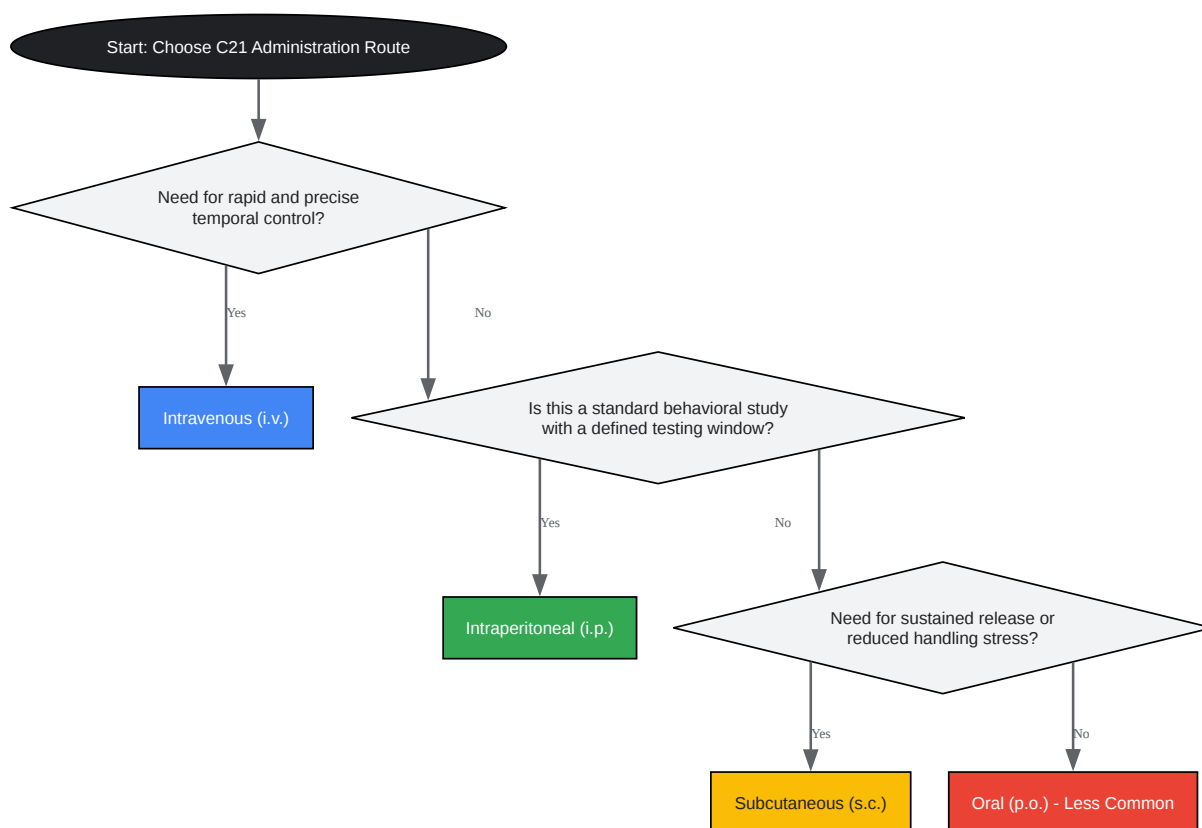 Start: Choose C21 Administration Route
Need for rapid and precise
temporal control?
Yes
No
Intravenous (i.v.)
Is this a standard behavioral study
with a defined testing window?
Yes
No
Intraperitoneal (i.p.)
Need for sustained release or
reduced handling stress?
Yes
No
Subcutaneous (s.c.)
Oral (p.o.) - Less Common